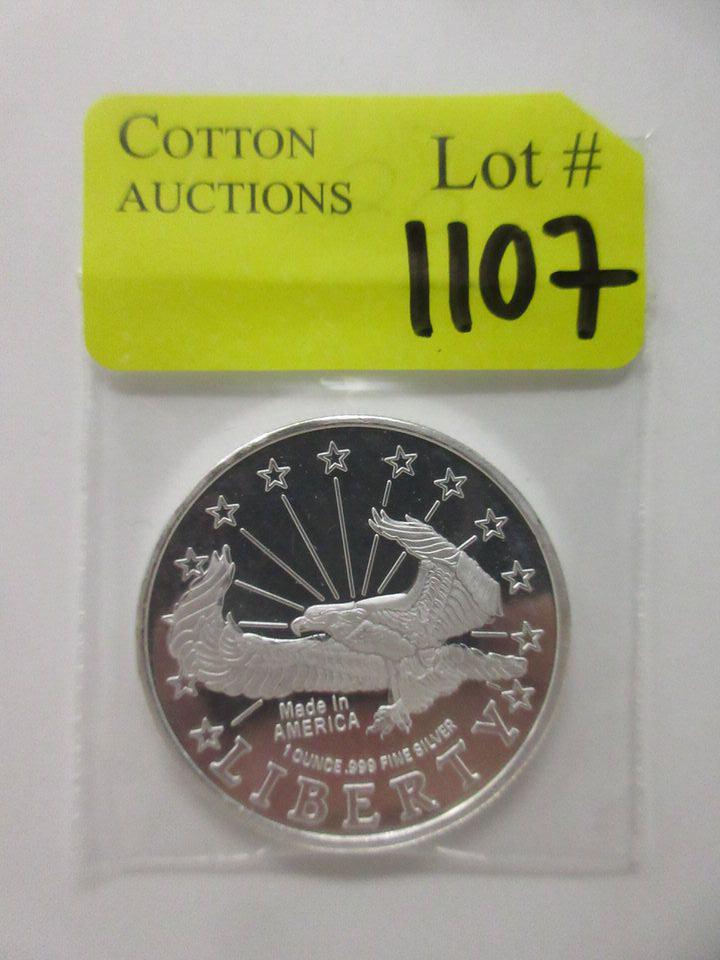 COTTON
AUCTIONS
Lot #
1107
Made in
AMERICA
1 OUNCE .999 FINE SILVER
LIBERTY